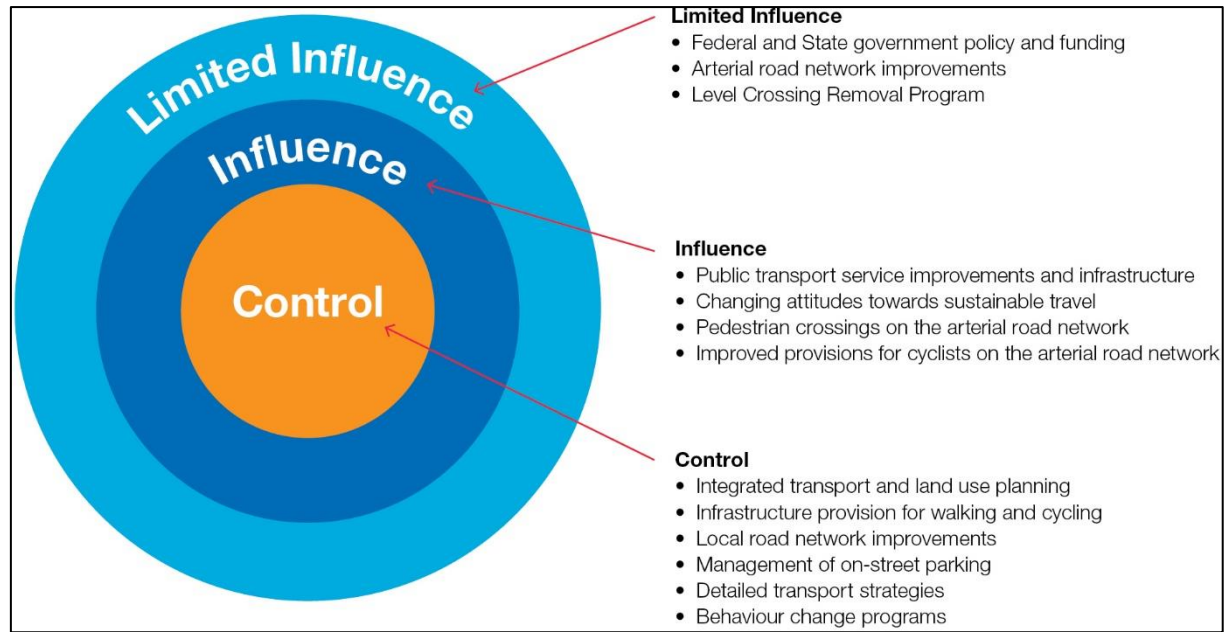 Limited Influence
Influence
Control
Limited Influence
• Federal and State government policy and funding
• Arterial road network improvements
• Level Crossing Removal Program
Influence
• Public transport service improvements and infrastructure
• Changing attitudes towards sustainable travel
• Pedestrian crossings on the arterial road network
• Improved provisions for cyclists on the arterial road network
Control
• Integrated transport and land use planning
• Infrastructure provision for walking and cycling
• Local road network improvements
• Management of on-street parking
• Detailed transport strategies
• Behaviour change programs